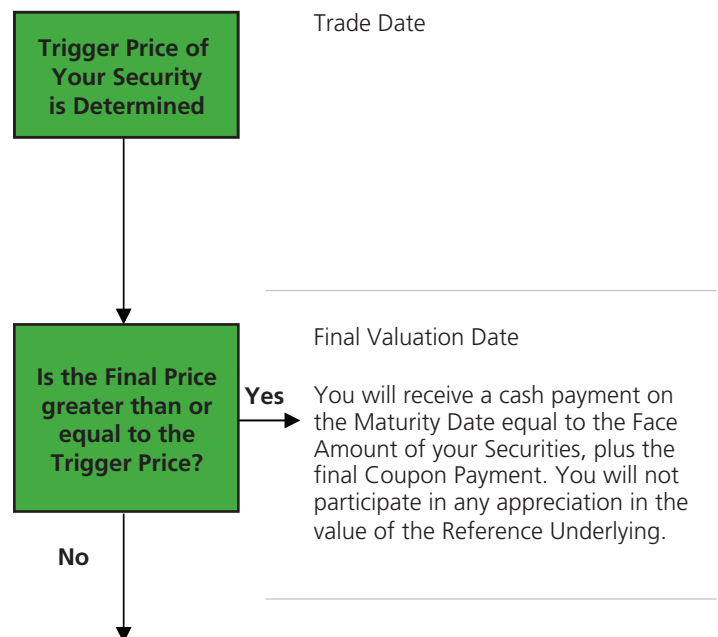 Trade Date
Trigger Price of
Your Security
is Determined
Final Valuation Date
Is the Final Price
greater than or
equal to the
Trigger Price?
Yes
You will receive a cash payment on
the Maturity Date equal to the Face
Amount of your Securities, plus the
final Coupon Payment. You will not
participate in any appreciation in the
value of the Reference Underlying.
No